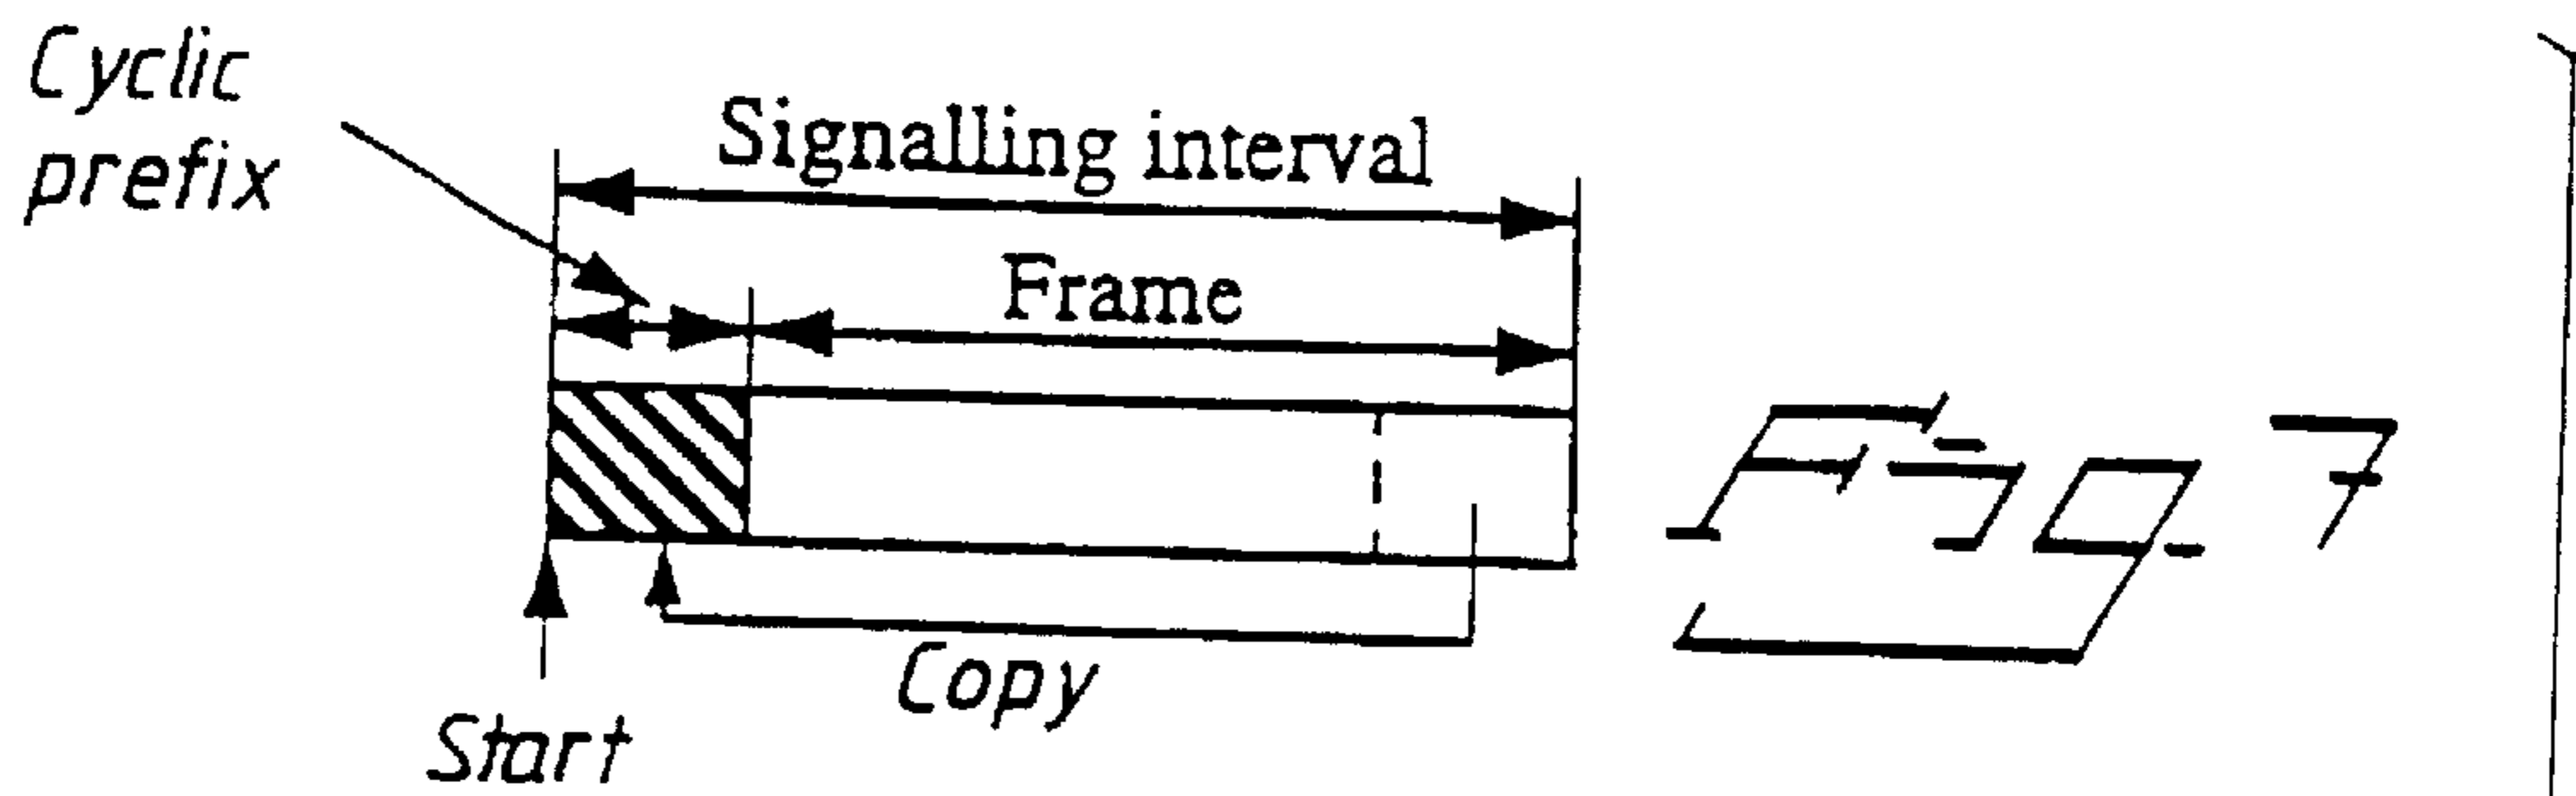 Cyclic
prefix
Signalling interval
Frame
Copy
Start
Fig. 7